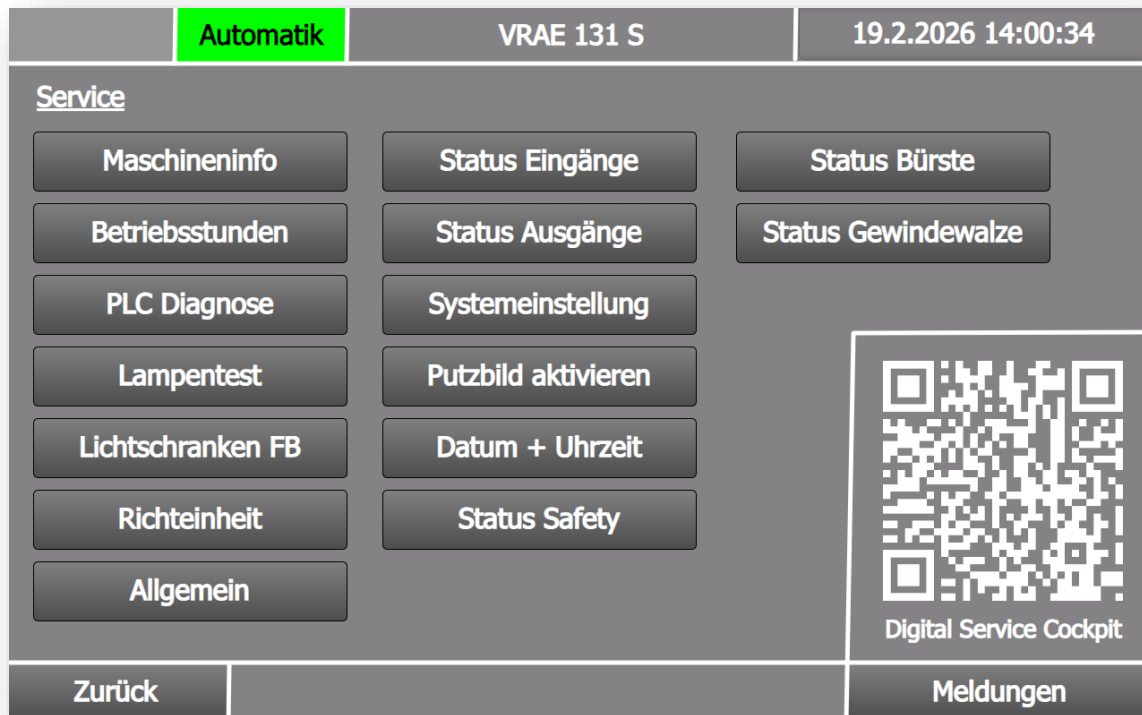 Automatik
VRAE 131 S
19.2.2026 14:00:34
Service
Maschineninfo
Status Eingänge
Status Bürste
Betriebsstunden
Status Ausgänge
Status Gewindewalze
PLC Diagnose
Systemeinstellung
Lampentest
Putzbild aktivieren
Lichtschranken FB
Datum + Uhrzeit
Richteinheit
Status Safety
Allgemein
Digital Service Cockpit
Zurück
Meldungen